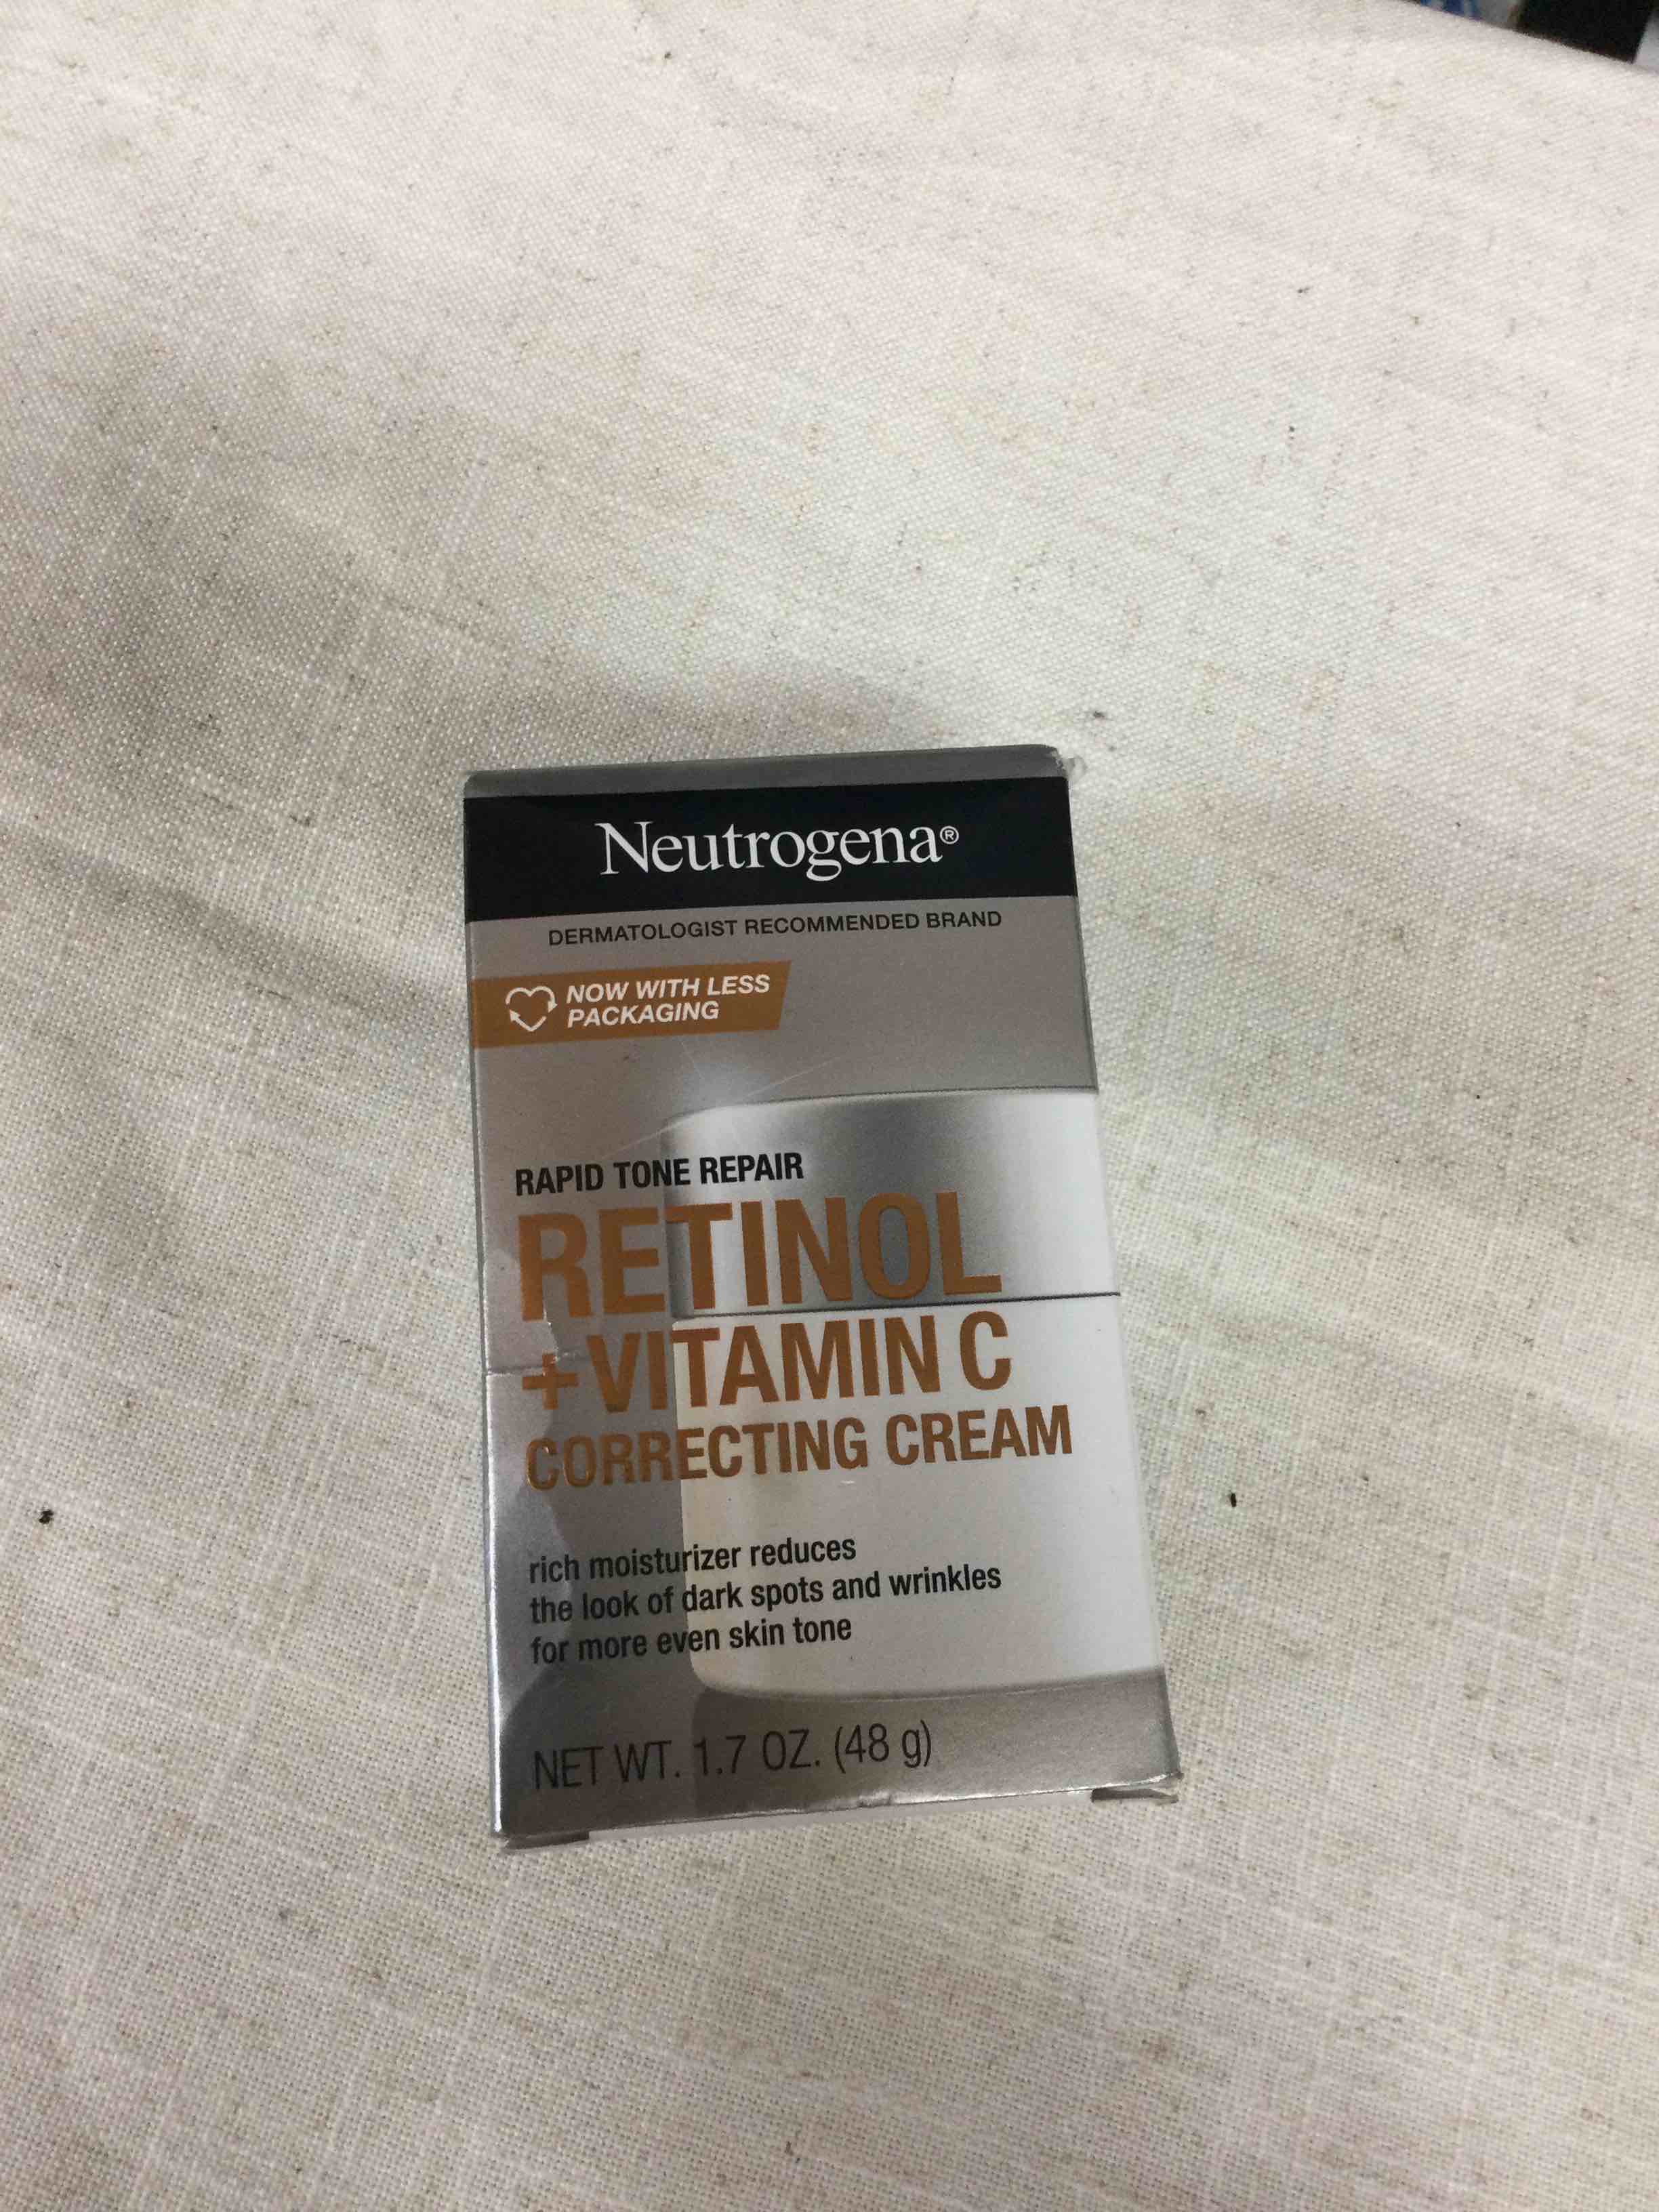 Neutrogena®
DERMATOLOGIST RECOMMENDED BRAND
NOW WITH LESS
PACKAGING
RAPID TONE REPAIR
RETINOL
+VITAMIN C
CORRECTING CREAM
rich moisturizer reduces
the look of dark spots and wrinkles
for more even skin tone
NET WT. 1.7 OZ. (48 g)